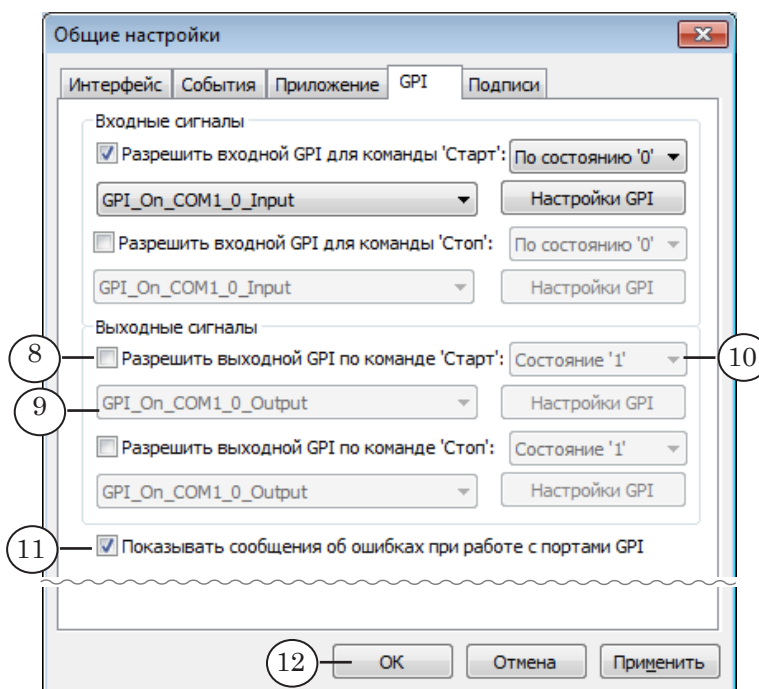 Общие настройки
Интерфейс События Приложение GPI Подписи
Входные сигналы
Разрешить входной GPI для команды 'Старт': По состоянию '0'
GPI_On_COM1_0_Input Настройки GPI
Разрешить входной GPI для команды 'Стоп': По состоянию '0'
GPI_On_COM1_0_Input Настройки GPI
Выходные сигналы
8 Разрешить выходной GPI по команде 'Старт': Состояние '1' 10
9 GPI_On_COM1_0_Output Настройки GPI
Разрешить выходной GPI по команде 'Стоп': Состояние '1'
GPI_On_COM1_0_Output Настройки GPI
11 Показывать сообщения об ошибках при работе с портами GPI
12 OK Отмена Применить